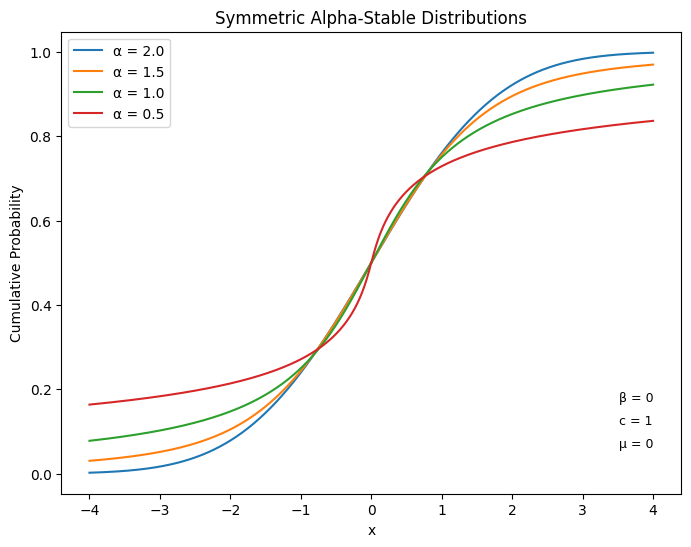 Symmetric Alpha-Stable Distributions
α = 2.0
α = 1.5
α = 1.0
α = 0.5
1.0
0.8
0.6
0.4
0.2
0.0
Cumulative Probability
β = 0
c = 1
μ = 0
−4 −3 −2 −1 0 1 2 3 4
x